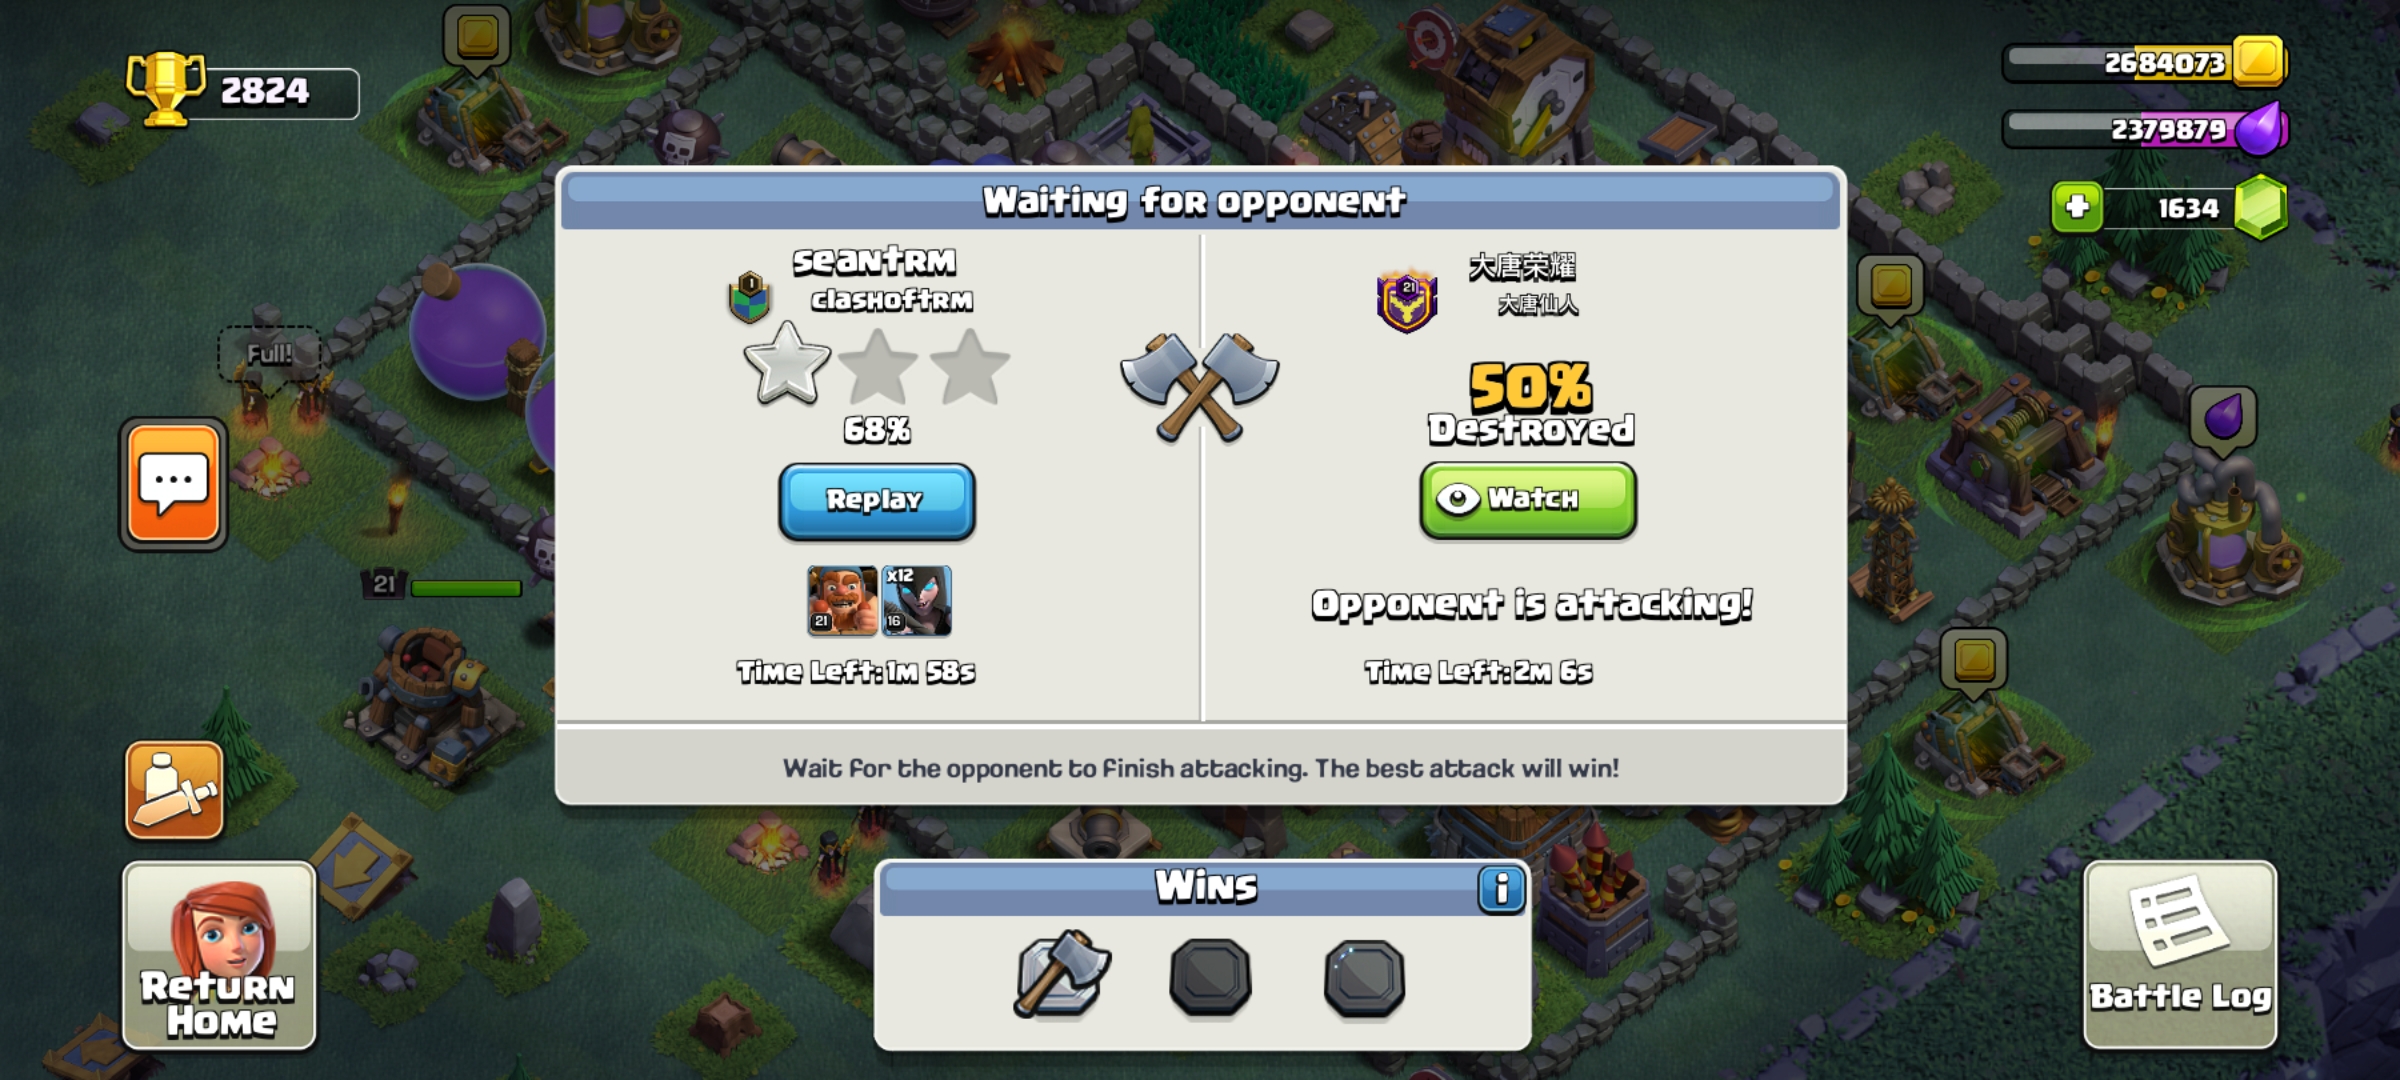 2824
2684073
2379879
1634
Waiting for opponent
seantrm
clashoftrm
1
大唐荣耀
大唐仙人
21
Full!
68%
50%
Destroyed
Replay
Watch
21
x12
21
16
Opponent is attacking!
Time Left:1m 58s
Time Left:2m 6s
Wait for the opponent to finish attacking. The best attack will win!
Wins
i
Return
Home
Battle Log